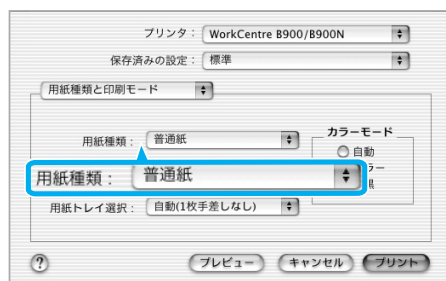 プリンタ： WorkCentre B900/B900N
保存済みの設定： 標準
用紙種類と印刷モード
用紙種類： 普通紙
カラーモード
自動
ラー
黒
用紙種類： 普通紙
用紙トレイ選択： 自動(1枚手差しなし)
? プレビュー キャンセル プリント